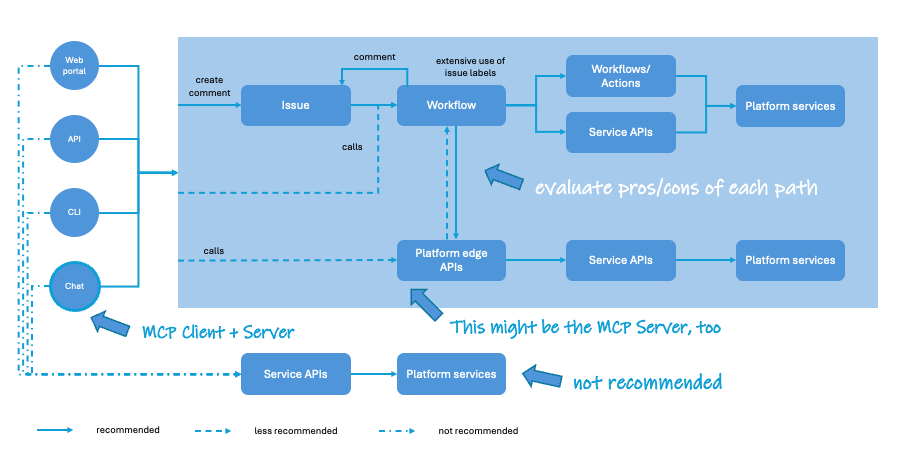 Web
portal
API
CLI
Chat
create
comment
comment
extensive use of
issue labels
Issue
Workflow
Workflows/
Actions
Service APIs
Platform services
calls
evaluate pros/cons of each path
calls
Platform edge
APIs
Service APIs
Platform services
MCP Client + Server
This might be the MCP Server, too
Service APIs
Platform services
not recommended
recommended
less recommended
not recommended